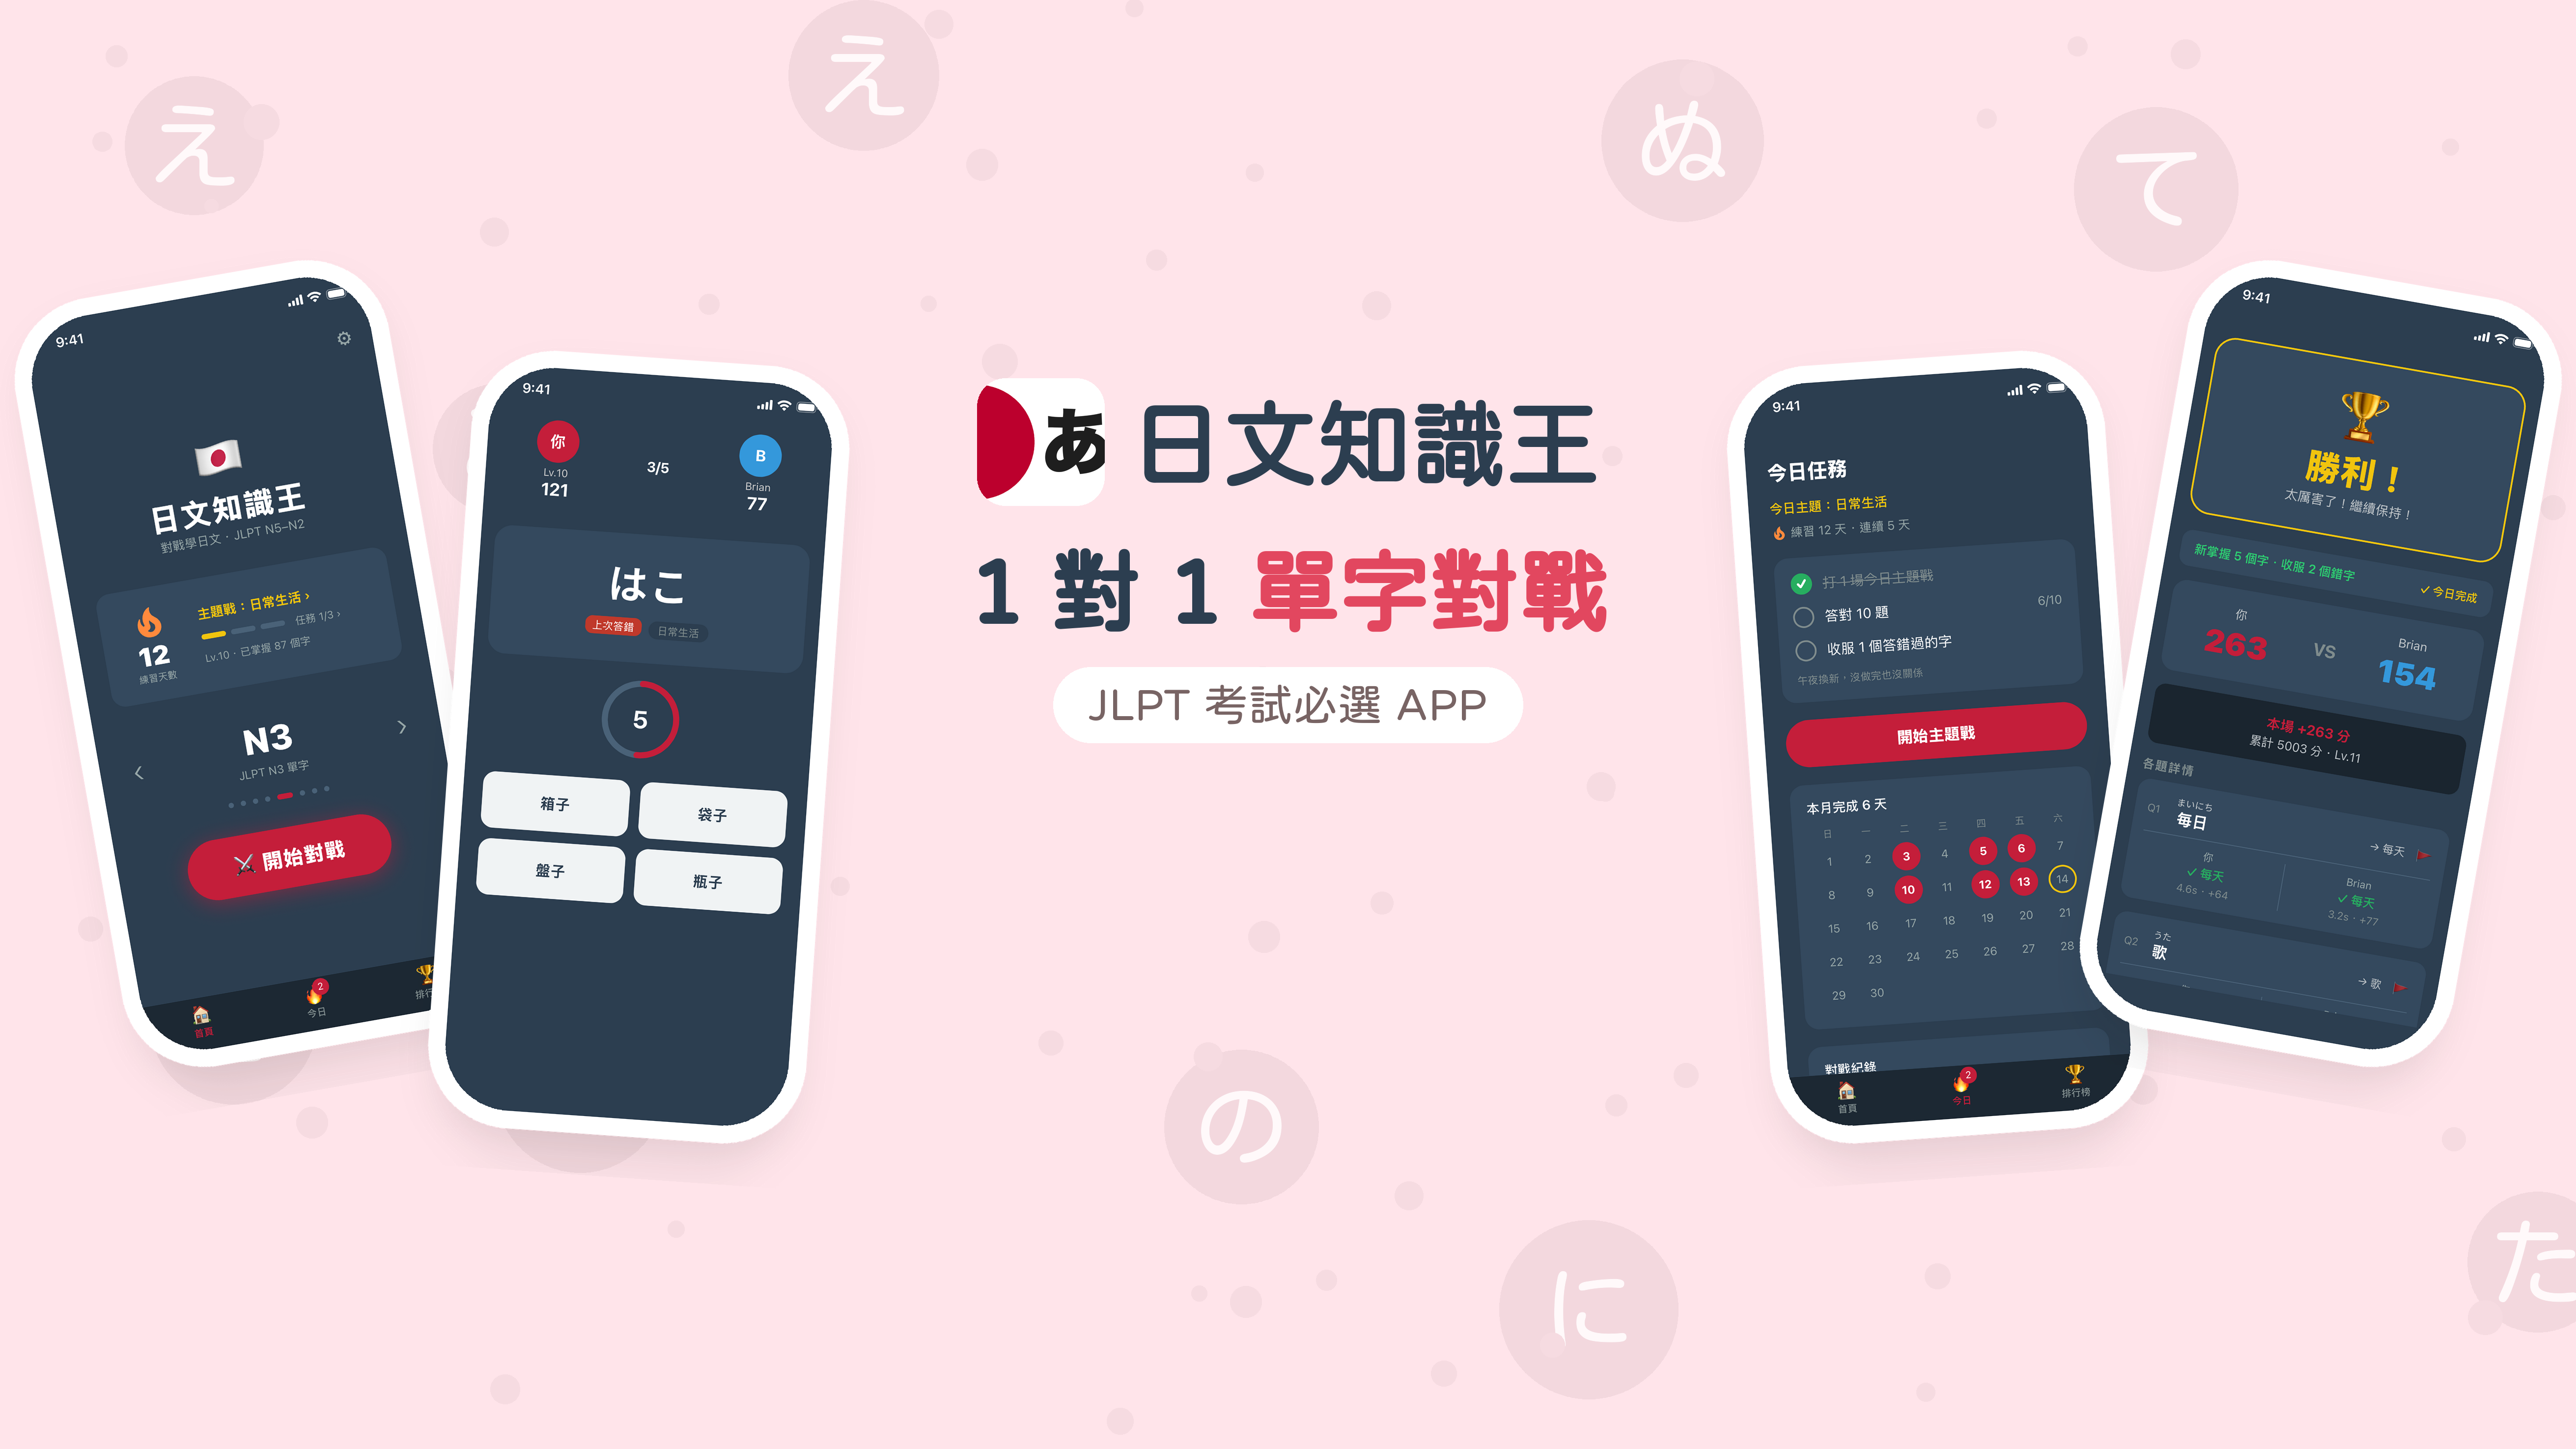 え
え
ぬ
て
の
に
た
9:41
日文知識王
對戰學日文 · JLPT N5–N2
12
練習天數
主題戰：日常生活 ›
任務 1/3 ›
Lv.10 · 已掌握 87 個字
‹
N3
›
JLPT N3 單字
⚔ 開始對戰
首頁
2
今日
9:41
你
Lv.10
121
3/5
B
Brian
77
はこ
上次答錯
日常生活
5
箱子
袋子
盤子
瓶子
あ
日文知識王
1 對 1 單字對戰
JLPT 考試必選 APP
9:41
今日任務
今日主題：日常生活
練習 12 天 · 連續 5 天
打 1 場今日主題戰
答對 10 題
6/10
收服 1 個答錯過的字
午夜換新，沒做完也沒關係
開始主題戰
本月完成 6 天
日 一 二 三 四 五 六
1 2 3 4 5 6 7
8 9 10 11 12 13 14
15 16 17 18 19 20 21
22 23 24 25 26 27 28
29 30
對戰紀錄
首頁
2
今日
排行榜
9:41
勝利！
太厲害了！繼續保持！
新掌握 5 個字 · 收服 2 個錯字
✓ 今日完成
你
263
VS
Brian
154
本場 +263 分
累計 5003 分 · Lv.11
各題詳情
Q1
まいにち
毎日
→ 每天
你
✓ 每天
4.6s · +64
Brian
✓ 每天
3.2s · +77
Q2
うた
歌
→ 歌